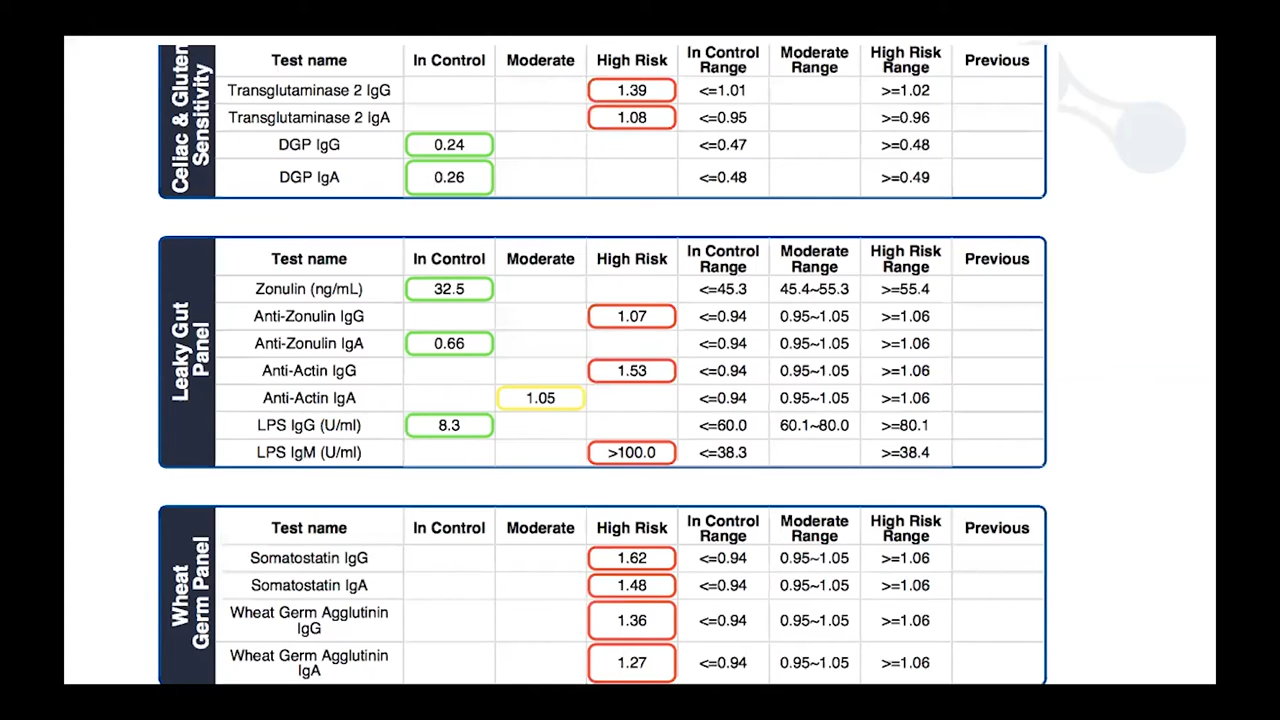 Celiac & Gluten
Sensitivity
Test name In Control Moderate High Risk In Control Range Moderate Range High Risk Range Previous
Transglutaminase 2 IgG 1.39 <=1.01 >=1.02
Transglutaminase 2 IgA 1.08 <=0.95 >=0.96
DGP IgG 0.24 <=0.47 >=0.48
DGP IgA 0.26 <=0.48 >=0.49
Leaky Gut
Panel
Test name In Control Moderate High Risk In Control Range Moderate Range High Risk Range Previous
Zonulin (ng/mL) 32.5 <=45.3 45.4~55.3 >=55.4
Anti-Zonulin IgG 1.07 <=0.94 0.95~1.05 >=1.06
Anti-Zonulin IgA 0.66 <=0.94 0.95~1.05 >=1.06
Anti-Actin IgG 1.53 <=0.94 0.95~1.05 >=1.06
Anti-Actin IgA 1.05 <=0.94 0.95~1.05 >=1.06
LPS IgG (U/ml) 8.3 <=60.0 60.1~80.0 >=80.1
LPS IgM (U/ml) >100.0 <=38.3 >=38.4
Wheat
Germ Panel
Test name In Control Moderate High Risk In Control Range Moderate Range High Risk Range Previous
Somatostatin IgG 1.62 <=0.94 0.95~1.05 >=1.06
Somatostatin IgA 1.48 <=0.94 0.95~1.05 >=1.06
Wheat Germ Agglutinin IgG 1.36 <=0.94 0.95~1.05 >=1.06
Wheat Germ Agglutinin IgA 1.27 <=0.94 0.95~1.05 >=1.06